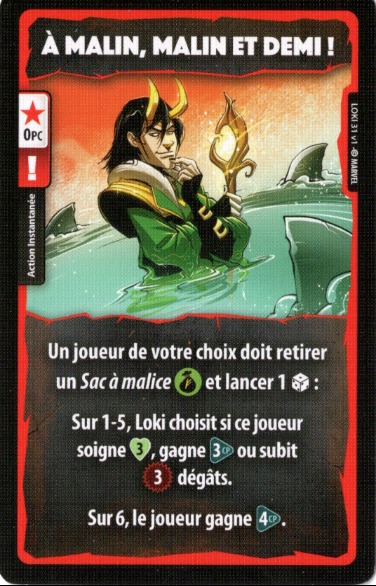 À MALIN, MALIN ET DEMI !
0PC
!
Action Instantanée
LOKI 31 v1 MARVEL
Un joueur de votre choix doit retirer
un Sac à malice et lancer 1 :
Sur 1-5, Loki choisit si ce joueur
soigne 3, gagne 3CP ou subit
3 dégâts.
Sur 6, le joueur gagne 4CP.